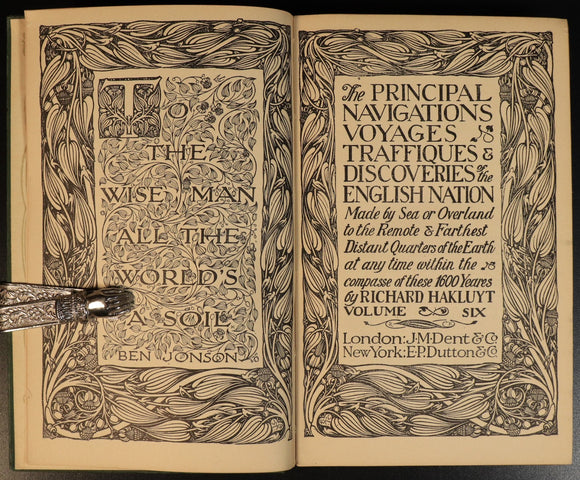 TO
THE
WISE MAN
ALL THE
WORLD'S
A SOIL
BEN JONSON
The PRINCIPAL
NAVIGATIONS
VOYAGES
TRAFFIQUES &
DISCOVERIES of the
ENGLISH NATION
Made by Sea or Overland
to the Remote & Farthest
Distant Quarters of the Earth
at any time within the
compasse of these 1600 Yeares
by RICHARD HAKLUYT
VOLUME SIX
London: J.M. Dent & Co
New York: E.P. Dutton & Co